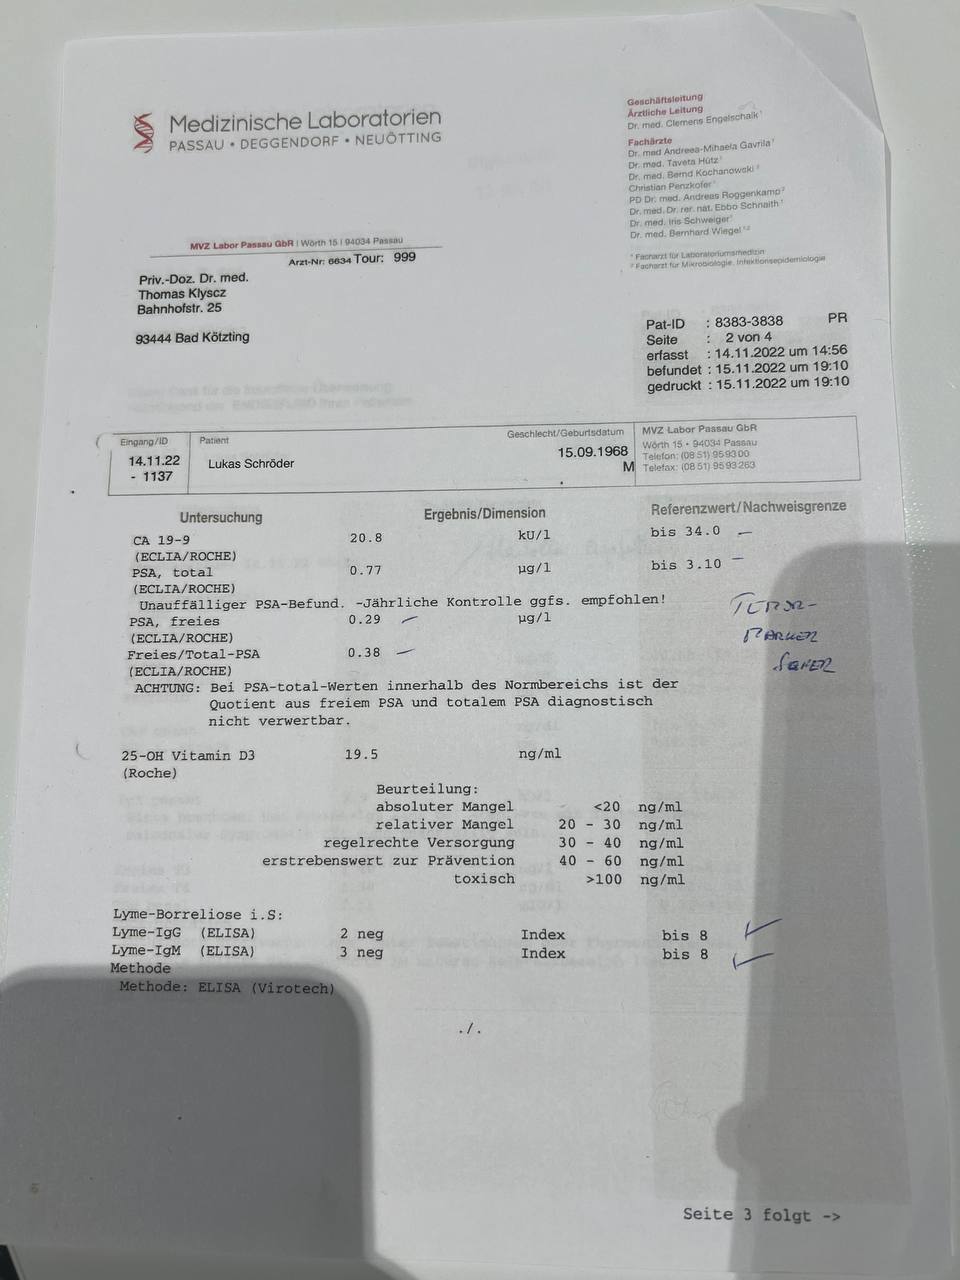 Medizinische Laboratorien
PASSAU • DEGGENDORF • NEUÖTTING
Geschäftsleitung
Ärztliche Leitung
Dr. med. Clemens Engelschalk¹
Fachärzte
Dr. med Andreea-Mihaela Gavrila¹
Dr. med. Taveta Hütz¹
Dr. med. Bernd Kochanowski²
Christian Penzkofer¹
PD Dr. med. Andreas Roggenkamp²
Dr. med. Dr. rer. nat. Ebbo Schnaith¹
Dr. med. Iris Schweiger¹
Dr. med. Bernhard Wiegel¹,²
¹ Facharzt für Laboratoriumsmedizin
² Facharzt für Mikrobiologie, Infektionsepidemiologie
MVZ Labor Passau GbR | Wörth 15 | 94034 Passau
Arzt-Nr: 6634 Tour: 999
Priv.-Doz. Dr. med.
Thomas Klyscz
Bahnhofstr. 25
93444 Bad Kötzting
Pat-ID : 8383-3838 PR
Seite : 2 von 4
erfasst : 14.11.2022 um 14:56
befundet : 15.11.2022 um 19:10
gedruckt : 15.11.2022 um 19:10
Eingang/ID Patient Geschlecht/Geburtsdatum
14.11.22 Lukas Schröder 15.09.1968
- 1137 M
MVZ Labor Passau GbR
Wörth 15 • 94034 Passau
Telefon: (08 51) 95 93 00
Telefax: (08 51) 95 93 263
Untersuchung Ergebnis/Dimension Referenzwert/Nachweisgrenze
CA 19-9 20.8 kU/l bis 34.0
(ECLIA/ROCHE)
PSA, total 0.77 µg/l bis 3.10
(ECLIA/ROCHE)
Unauffälliger PSA-Befund. -Jährliche Kontrolle ggfs. empfohlen!
PSA, freies 0.29 µg/l
(ECLIA/ROCHE)
Freies/Total-PSA 0.38
(ECLIA/ROCHE)
MARKER
ACHTUNG: Bei PSA-total-Werten innerhalb des Normbereichs ist der
Quotient aus freiem PSA und totalem PSA diagnostisch
nicht verwertbar.
25-OH Vitamin D3 19.5 ng/ml
(Roche)
Beurteilung:
absoluter Mangel <20 ng/ml
relativer Mangel 20 - 30 ng/ml
regelrechte Versorgung 30 - 40 ng/ml
erstrebenswert zur Prävention 40 - 60 ng/ml
toxisch >100 ng/ml
Lyme-Borreliose i.S:
Lyme-IgG (ELISA) 2 neg Index bis 8
Lyme-IgM (ELISA) 3 neg Index bis 8
Methode
Methode: ELISA (Virotech)
./.
Seite 3 folgt ->